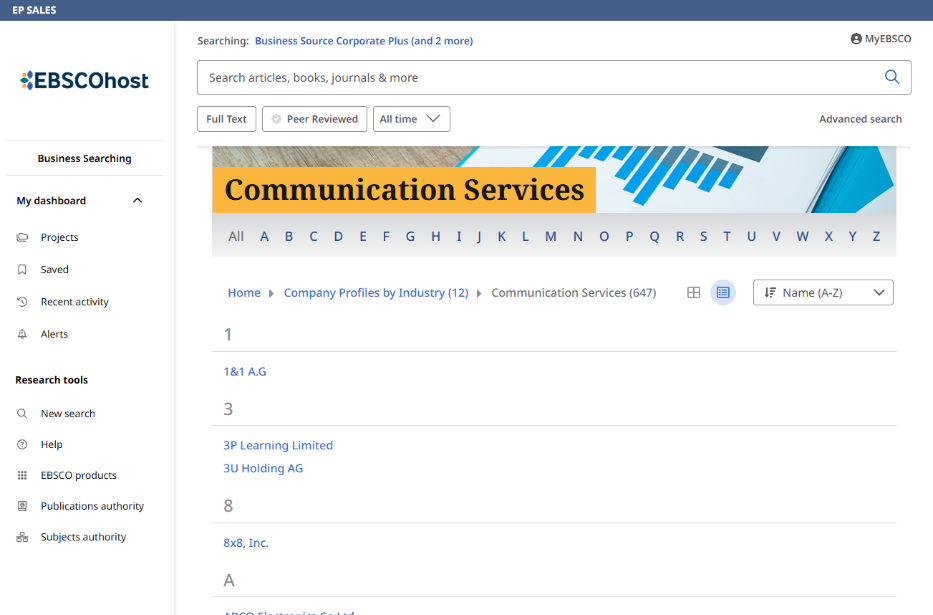 EP SALES
EBSCOhost
Business Searching
My dashboard
Projects
Saved
Recent activity
Alerts
Research tools
New search
Help
EBSCO products
Publications authority
Subjects authority
Searching: Business Source Corporate Plus (and 2 more)
MyEBSCO
Search articles, books, journals & more
Full Text
Peer Reviewed
All time
Advanced search
Communication Services
All A B C D E F G H I J K L M N O P Q R S T U V W X Y Z
Home Company Profiles by Industry (12) Communication Services (647)
Name (A-Z)
1
1&1 A.G
3
3P Learning Limited
3U Holding AG
8
8x8, Inc.
A